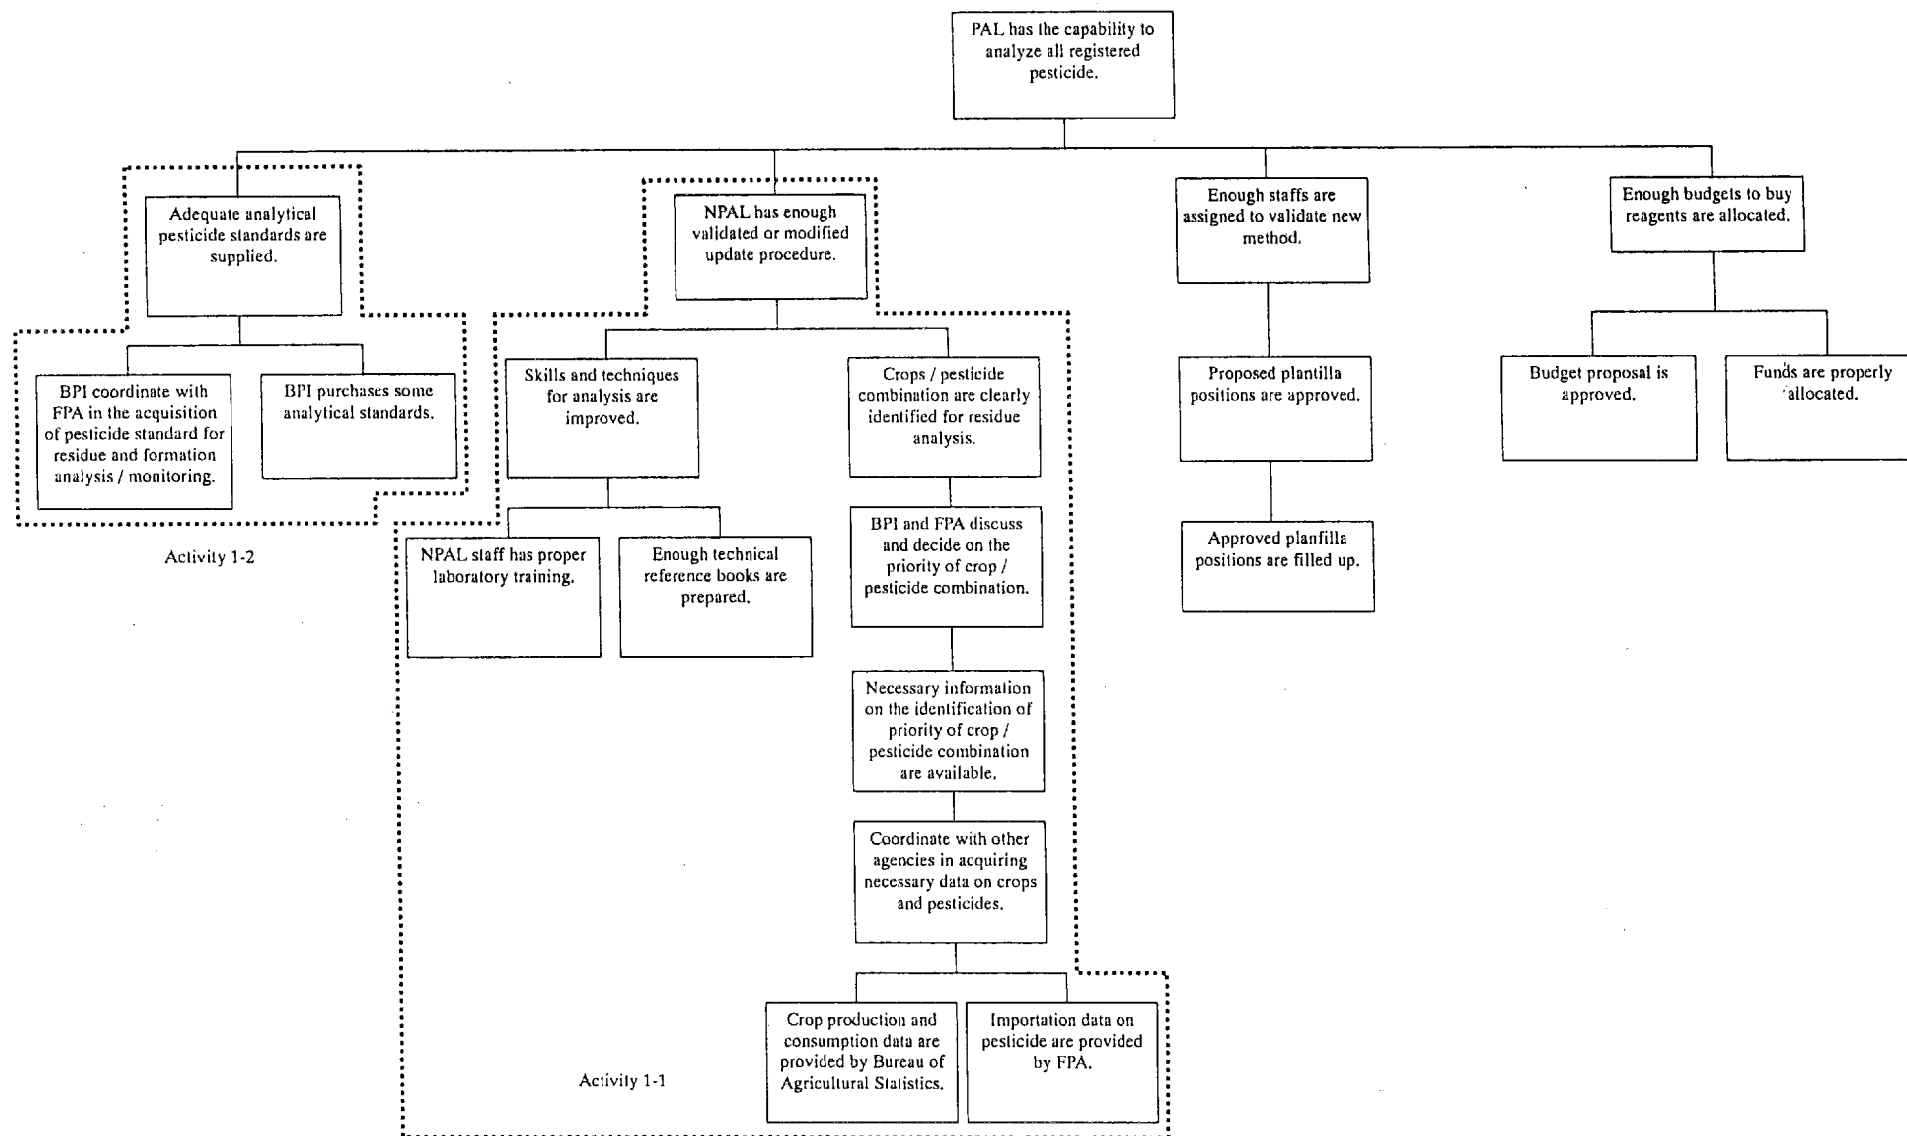 PAL has the capability to
analyze all registered
pesticide.
Adequate analytical
pesticide standards are
supplied.
NPAL has enough
validated or modified
update procedure.
Enough staffs are
assigned to validate new
method.
Enough budgets to buy
reagents are allocated.
BPI coordinate with
FPA in the acquisition
of pesticide standard for
residue and formation
analysis / monitoring.
BPI purchases some
analytical standards.
Skills and techniques
for analysis are
improved.
Crops / pesticide
combination are clearly
identified for residue
analysis.
Proposed plantilla
positions are approved.
Budget proposal is
approved.
Funds are properly
allocated.
Activity 1-2
NPAL staff has proper
laboratory training.
Enough technical
reference books are
prepared.
BPI and FPA discuss
and decide on the
priority of crop /
pesticide combination.
Approved planfilla
positions are filled up.
Necessary information
on the identification of
priority of crop /
pesticide combination
are available.
Coordinate with other
agencies in acquiring
necessary data on crops
and pesticides.
Crop production and
consumption data are
provided by Bureau of
Agricultural Statistics.
Importation data on
pesticide are provided
by FPA.
Activity 1-1